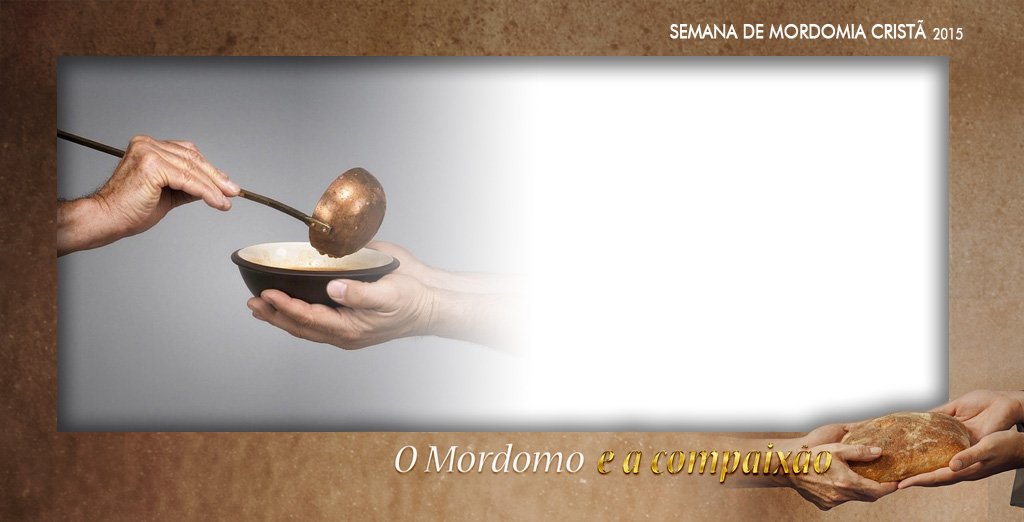 SEMANA DE MORDOMIA CRISTÃ 2015
O Mordomo e a compaixão